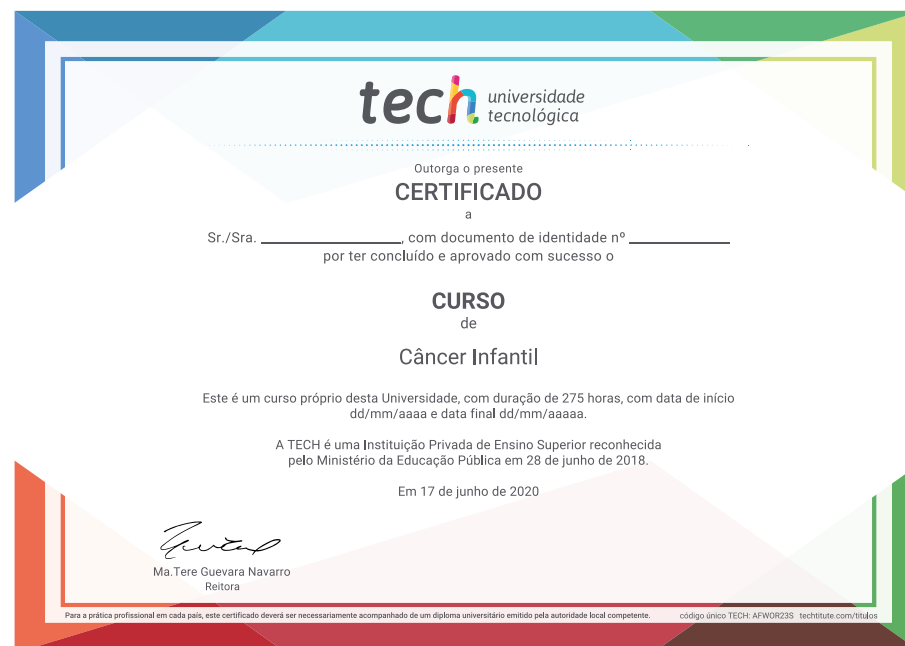 tech universidade
tecnológica
Outorga o presente
CERTIFICADO
a
Sr./Sra. ____________________, com documento de identidade nº ______________
por ter concluído e aprovado com sucesso o
CURSO
de
Câncer Infantil
Este é um curso próprio desta Universidade, com duração de 275 horas, com data de início
dd/mm/aaaa e data final dd/mm/aaaaa.
A TECH é uma Instituição Privada de Ensino Superior reconhecida
pelo Ministério da Educação Pública em 28 de junho de 2018.
Em 17 de junho de 2020
Ma.Tere Guevara Navarro
Reitora
Para a prática profissional em cada país, este certificado deverá ser necessariamente acompanhado de um diploma universitário emitido pela autoridade local competente. código único TECH: AFWOR23S techtitute.com/titulos